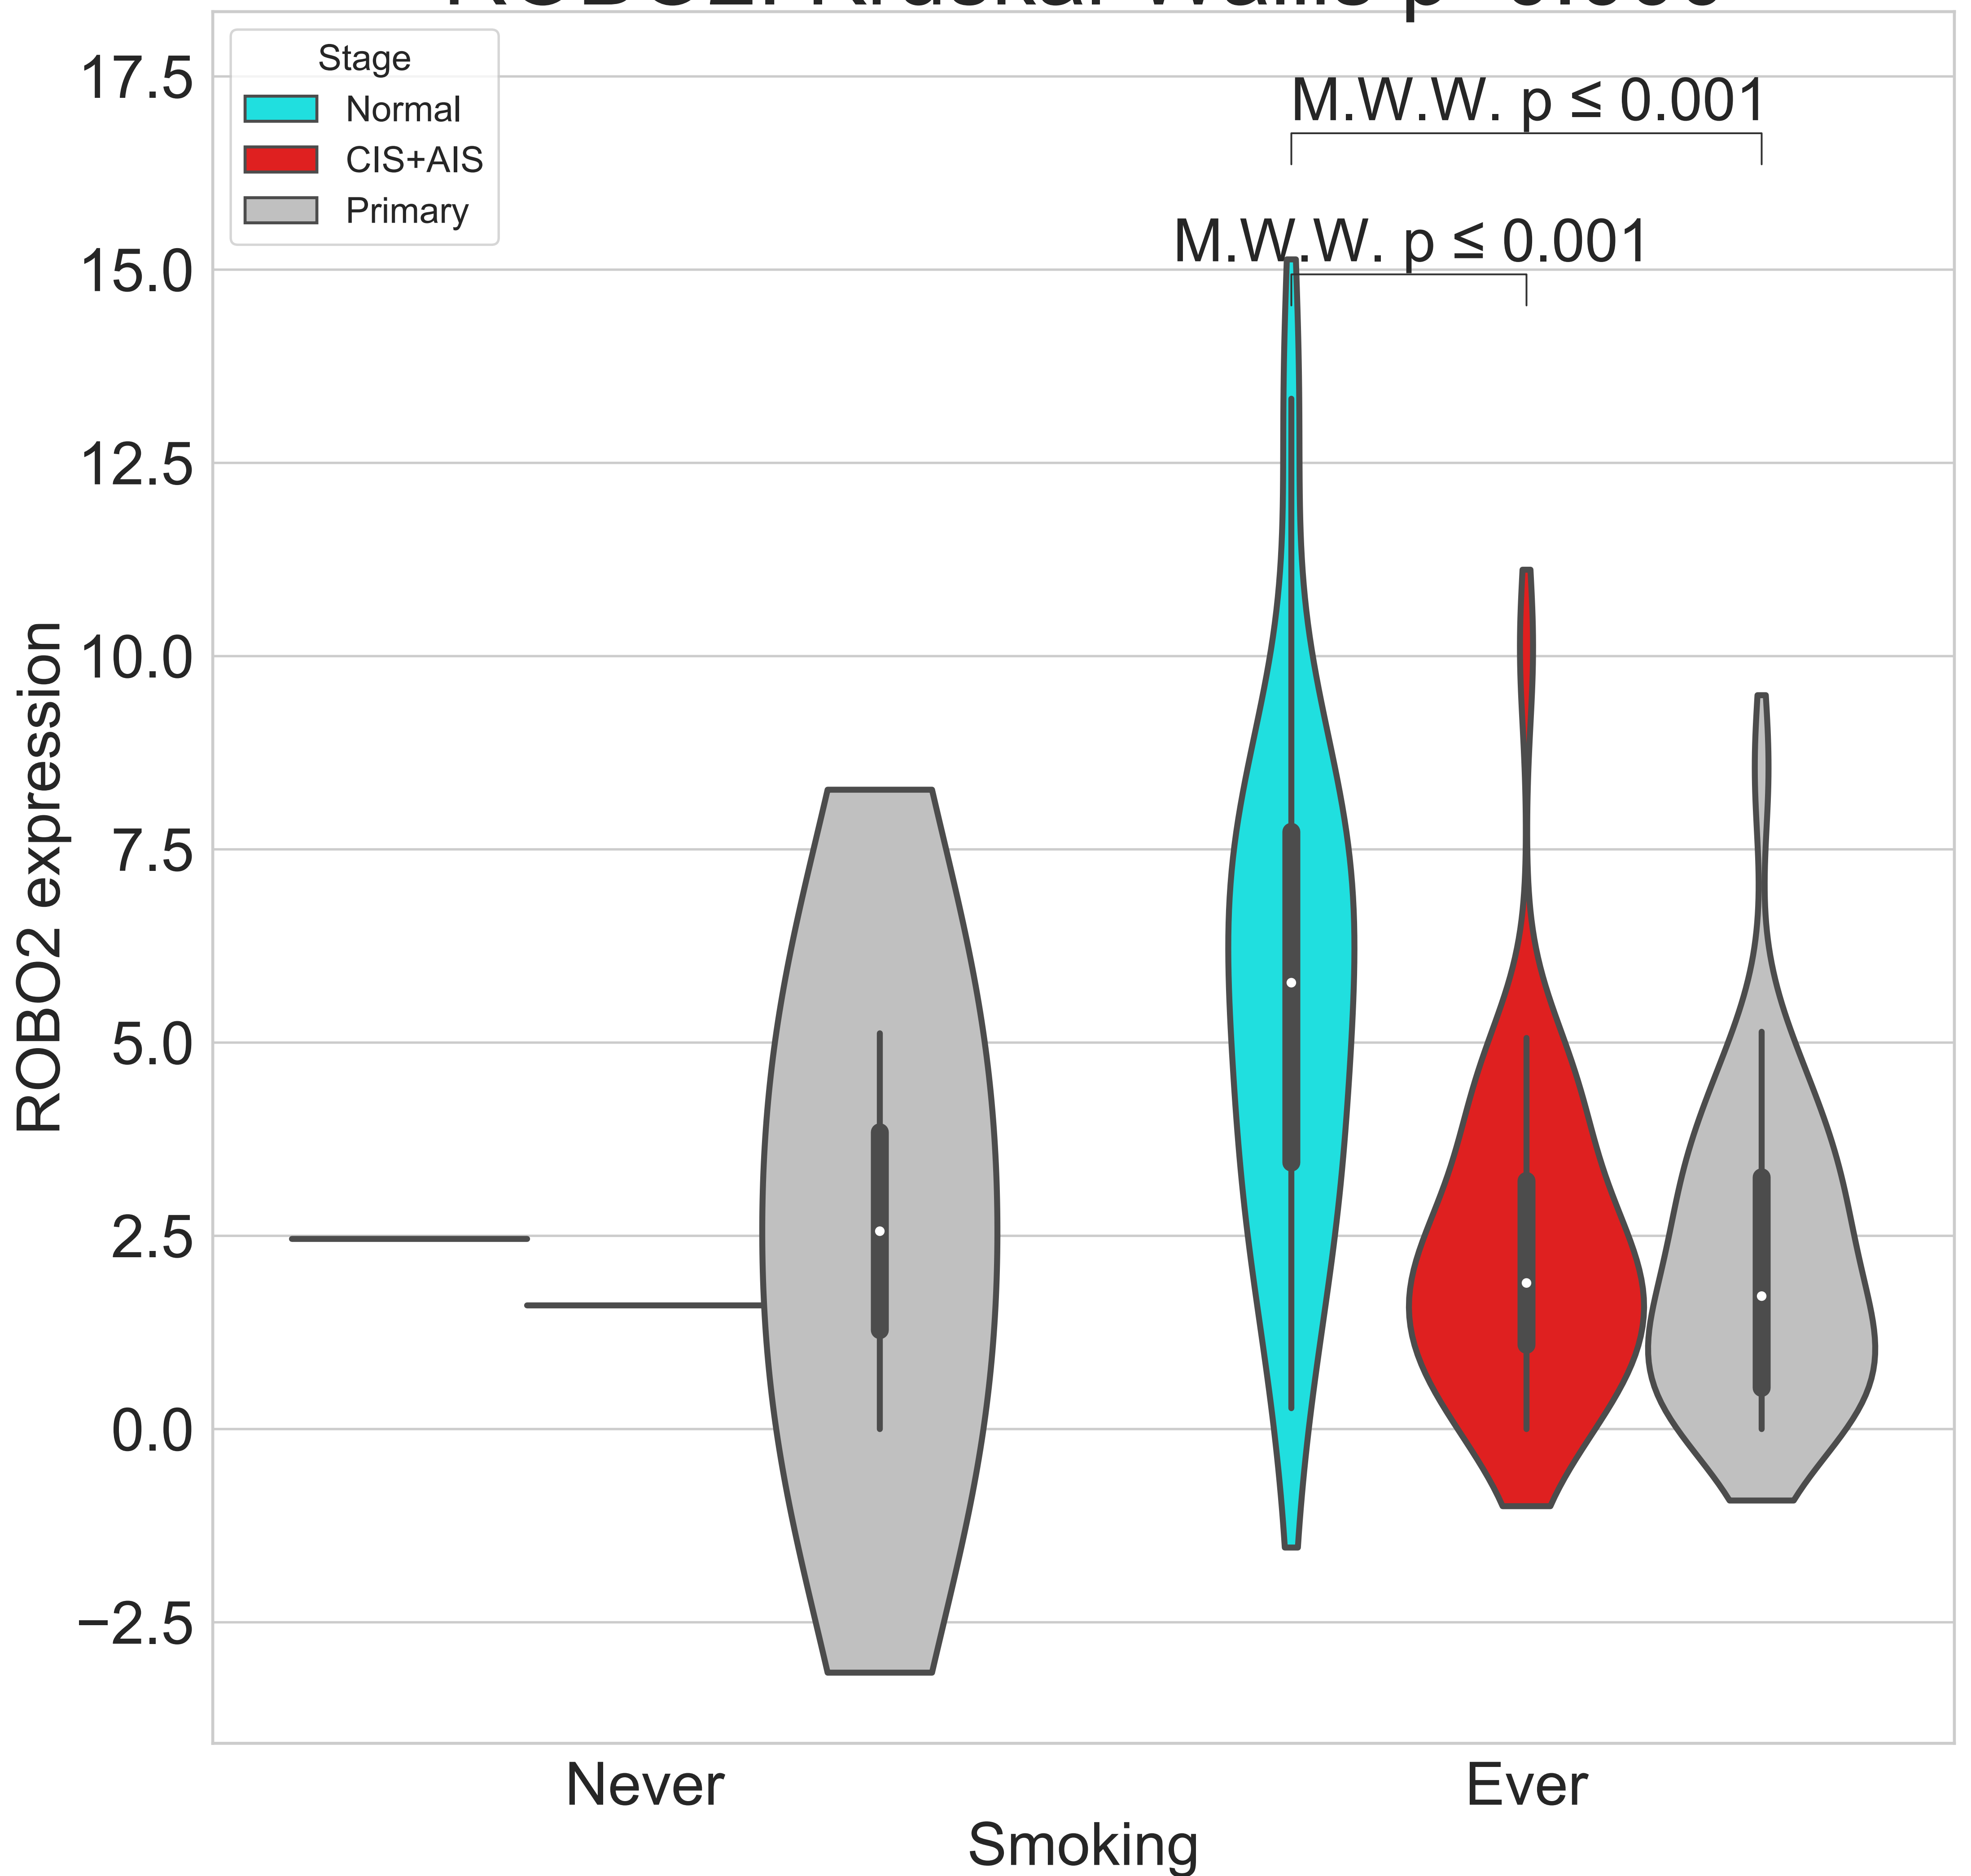 Stage
Normal
CIS+AIS
Primary
M.W.W. p ≤ 0.001
M.W.W. p ≤ 0.001
17.5
15.0
12.5
10.0
7.5
5.0
2.5
0.0
−2.5
ROBO2 expression
Never
Ever
Smoking